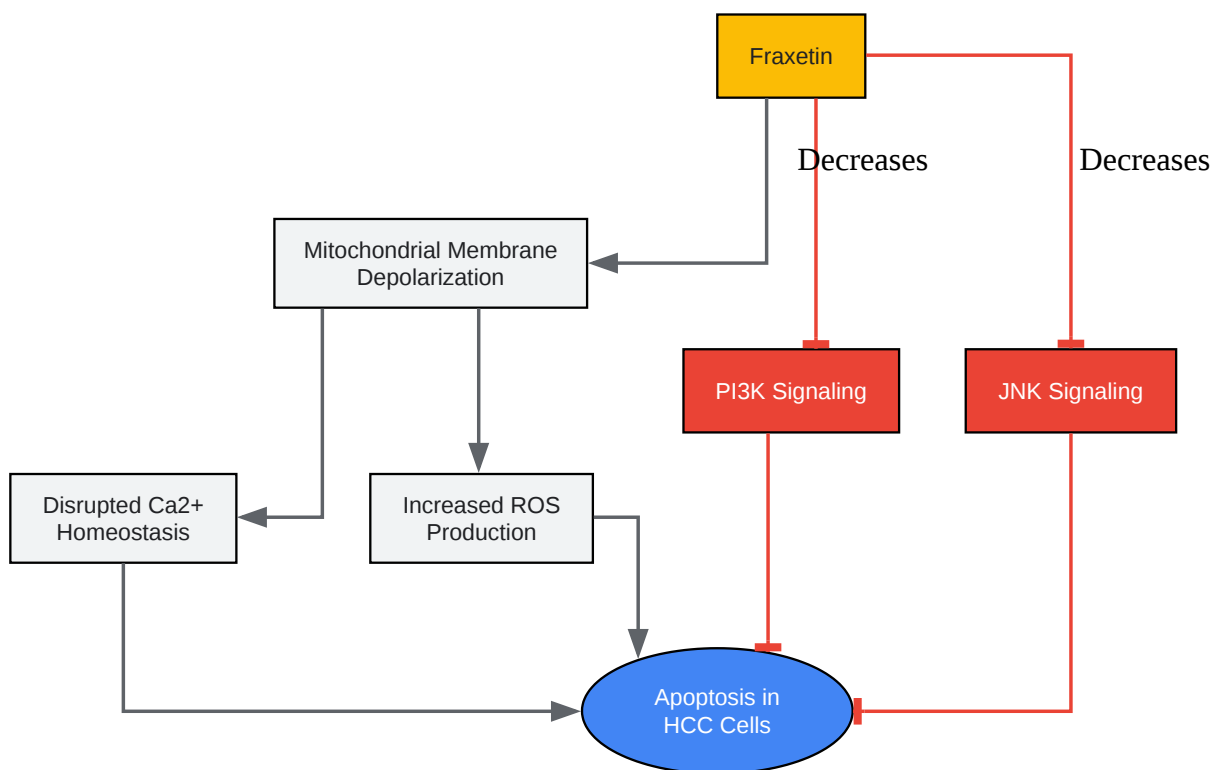 Fraxetin
Decreases
Decreases
Mitochondrial Membrane
Depolarization
PI3K Signaling
JNK Signaling
Disrupted Ca2+
Homeostasis
Increased ROS
Production
Apoptosis in
HCC Cells